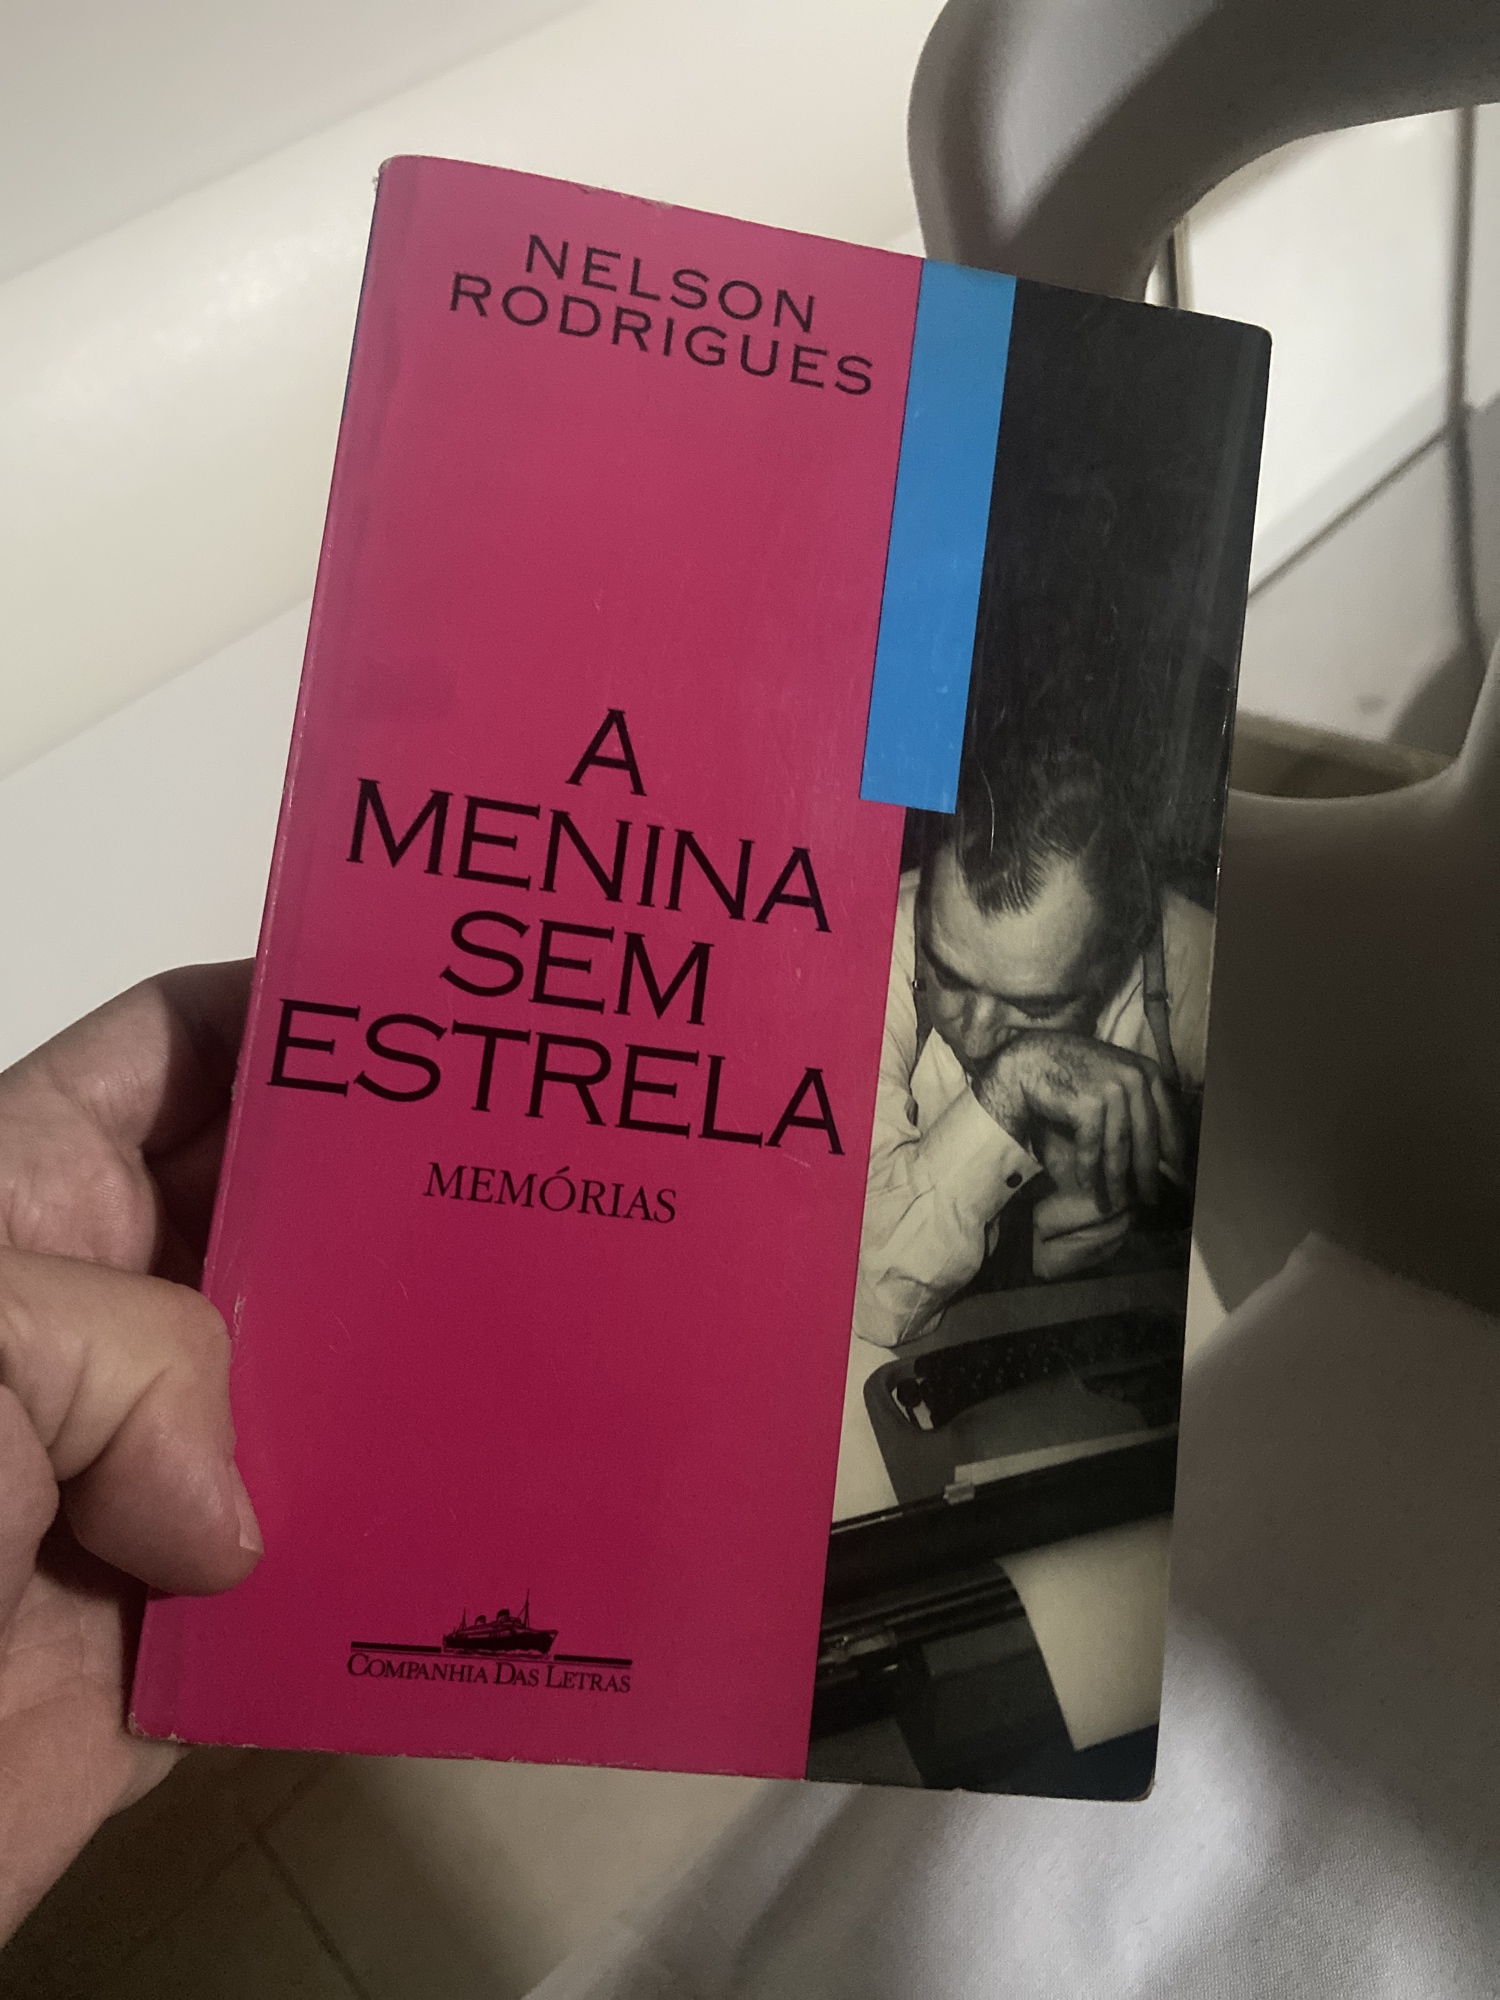 NELSON
RODRIGUES
A
MENINA
SEM
ESTRELA
MEMÓRIAS
COMPANHIA DAS LETRAS